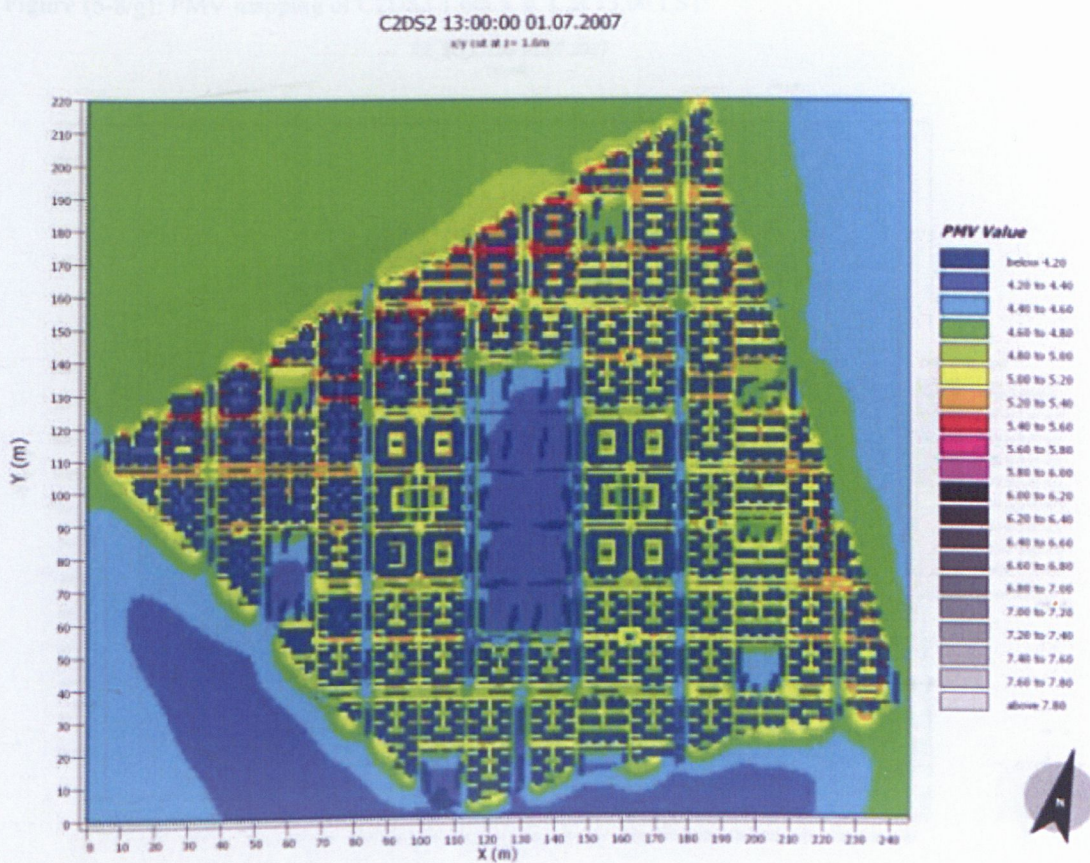 C2DS2 13:00:00 01.07.2007
x/y cut at z= 1.6m
220
210
200
190
180
170
160
150
140
130
120
110
100
90
80
70
60
50
40
30
20
10
0
Y (m)
0 10 20 30 40 50 60 70 80 90 100 110 120 130 140 150 160 170 180 190 200 210 220 230 240
X (m)
PMV Value
below 4.20
4.20 to 4.40
4.40 to 4.60
4.60 to 4.80
4.80 to 5.00
5.00 to 5.20
5.20 to 5.40
5.40 to 5.60
5.60 to 5.80
5.80 to 6.00
6.00 to 6.20
6.20 to 6.40
6.40 to 6.60
6.60 to 6.80
6.80 to 7.00
7.00 to 7.20
7.20 to 7.40
7.40 to 7.60
7.60 to 7.80
above 7.80
N